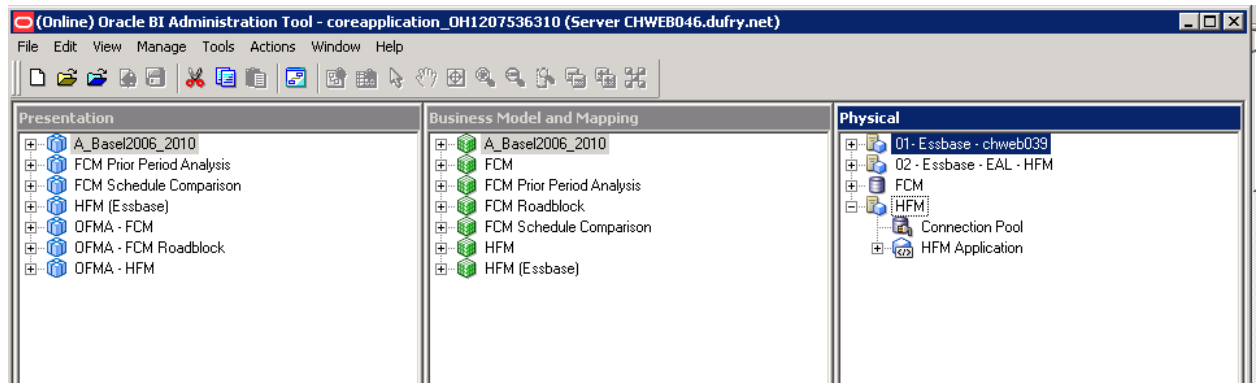 (Online) Oracle BI Administration Tool - coreapplication_OH1207536310 (Server CHWEB046.dufry.net)
File Edit View Manage Tools Actions Window Help
Presentation
A_Basel2006_2010
FCM Prior Period Analysis
FCM Schedule Comparison
HFM (Essbase)
OFMA - FCM
OFMA - FCM Roadblock
OFMA - HFM
Business Model and Mapping
A_Basel2006_2010
FCM
FCM Prior Period Analysis
FCM Roadblock
FCM Schedule Comparison
HFM
HFM (Essbase)
Physical
01- Essbase - chweb039
02 - Essbase - EAL - HFM
FCM
HFM
Connection Pool
HFM Application